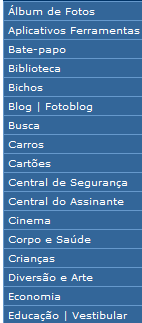 Álbum de Fotos
Aplicativos Ferramentas
Bate-papo
Biblioteca
Bichos
Blog | Fotoblog
Busca
Carros
Cartões
Central de Segurança
Central do Assinante
Cinema
Corpo e Saúde
Crianças
Diversão e Arte
Economia
Educação | Vestibular